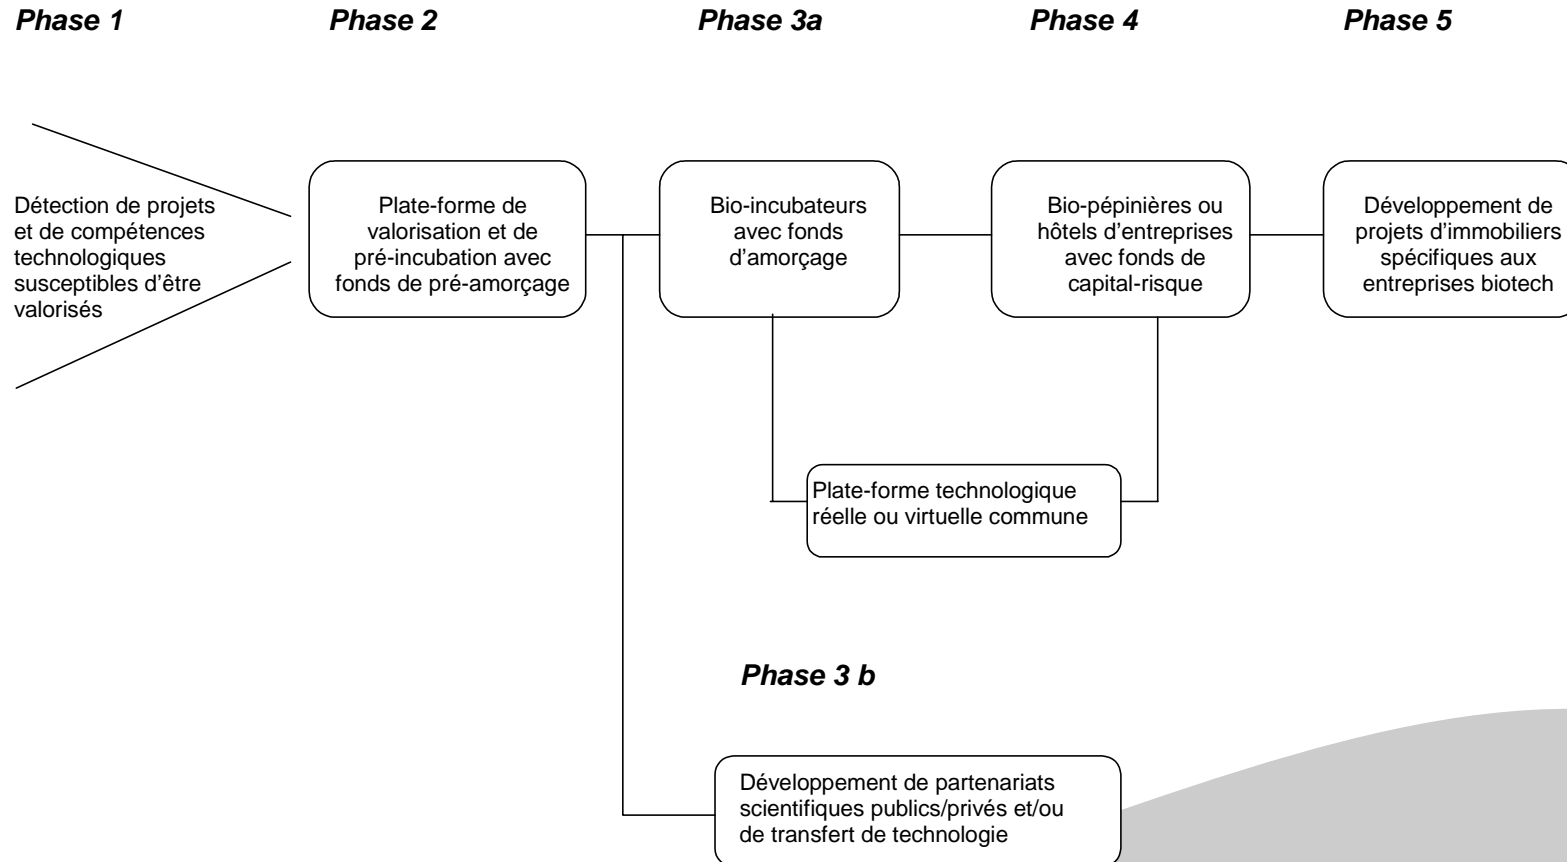 Phase 1
Phase 2
Phase 3a
Phase 4
Phase 5
Détection de projets
et de compétences
technologiques
susceptibles d'être
valorisés
Plate-forme de
valorisation et de
pré-incubation avec
fonds de pré-amorçage
Bio-incubateurs
avec fonds
d'amorçage
Bio-pépinières ou
hôtels d'entreprises
avec fonds de
capital-risque
Développement de
projets d'immobiliers
spécifiques aux
entreprises biotech
Plate-forme technologique
réelle ou virtuelle commune
Phase 3 b
Développement de partenariats
scientifiques publics/privés et/ou
de transfert de technologie